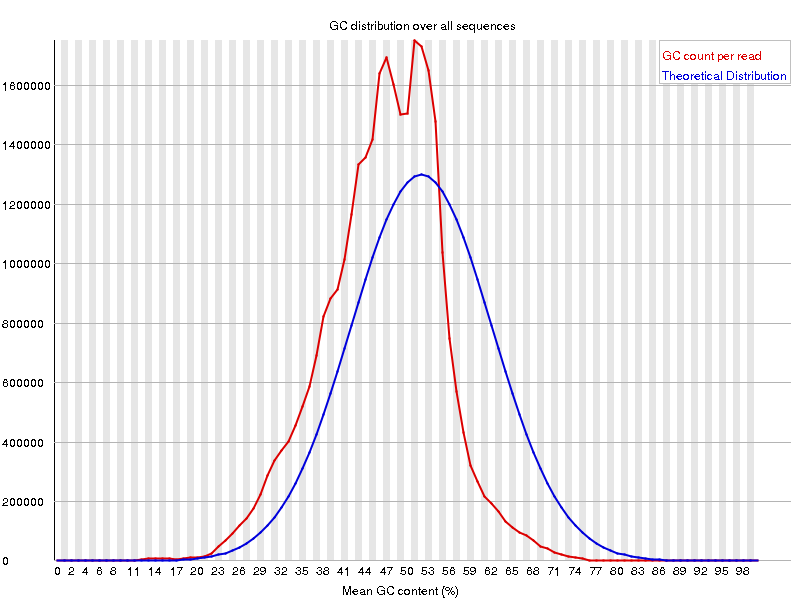 GC distribution over all sequences
GC count per read
Theoretical Distribution
1600000
1400000
1200000
1000000
800000
600000
400000
200000
0
0 2 4 6 8 11 14 17 20 23 26 29 32 35 38 41 44 47 50 53 56 59 62 65 68 71 74 77 80 83 86 89 92 95 98
Mean GC content (%)